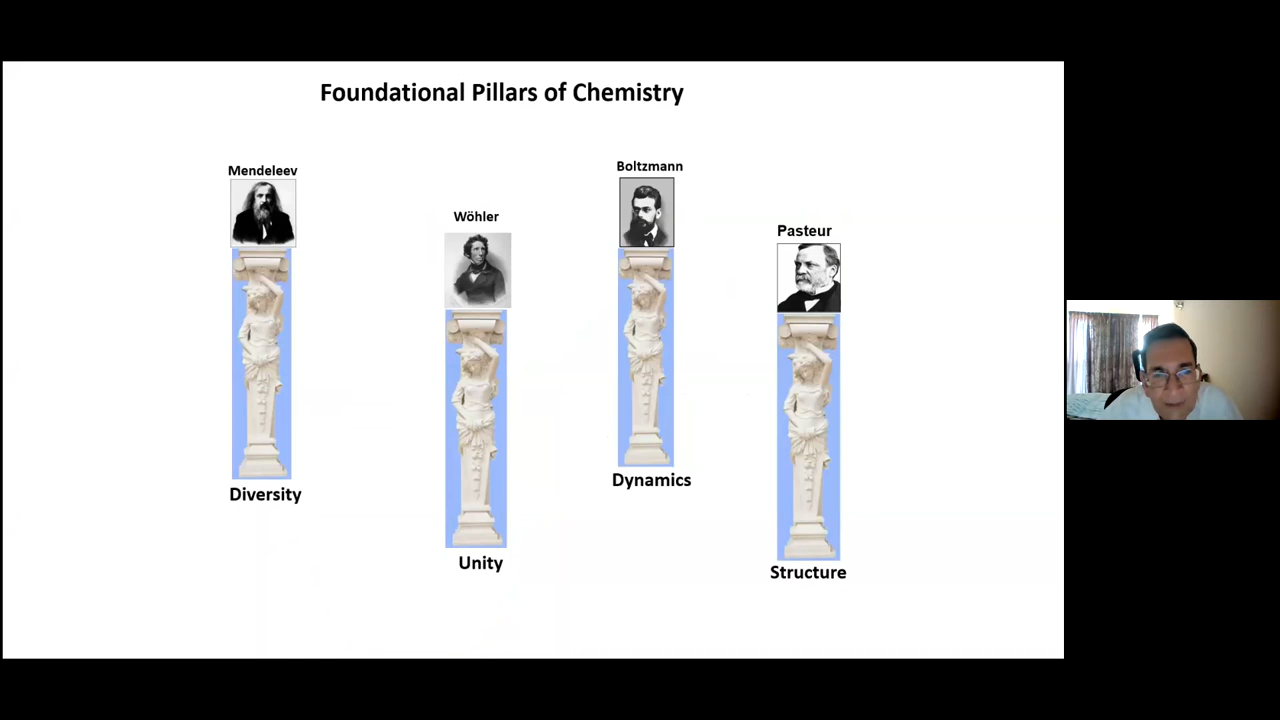 Foundational Pillars of Chemistry
Mendeleev
Diversity
Wöhler
Unity
Boltzmann
Dynamics
Pasteur
Structure